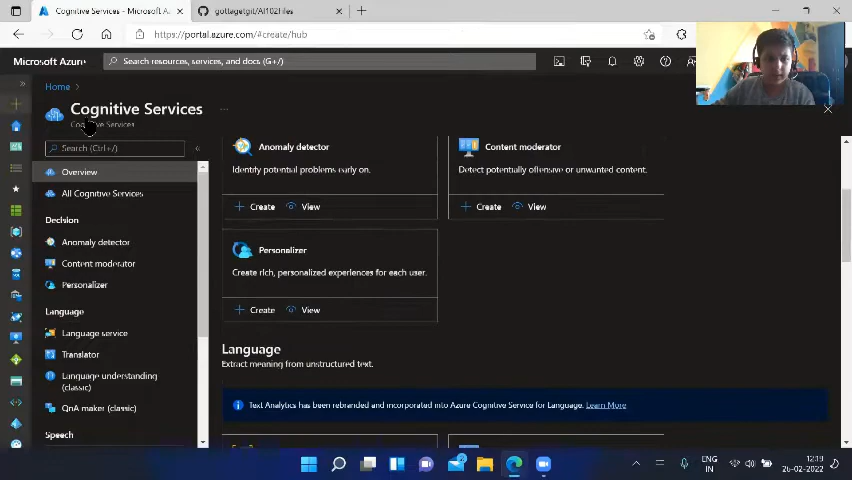 Cognitive Services - Microsoft A
gottagetgit/AI102Files
https://portal.azure.com/#create/hub
Microsoft Azure
Search resources, services, and docs (G+/)
Home >
Cognitive Services
Cognitive Services
Search (Ctrl+/)
Overview
All Cognitive Services
Decision
Anomaly detector
Content moderator
Personalizer
Language
Language service
Translator
Language understanding
(classic)
QnA maker (classic)
Speech
Anomaly detector
Identify potential problems early on.
+ Create View
Content moderator
Detect potentially offensive or unwanted content.
+ Create View
Personalizer
Create rich, personalized experiences for each user.
+ Create View
Language
Extract meaning from unstructured text.
Text Analytics has been rebranded and incorporated into Azure Cognitive Service for Language. Learn More
ENG
IN
12:19
26-02-2022